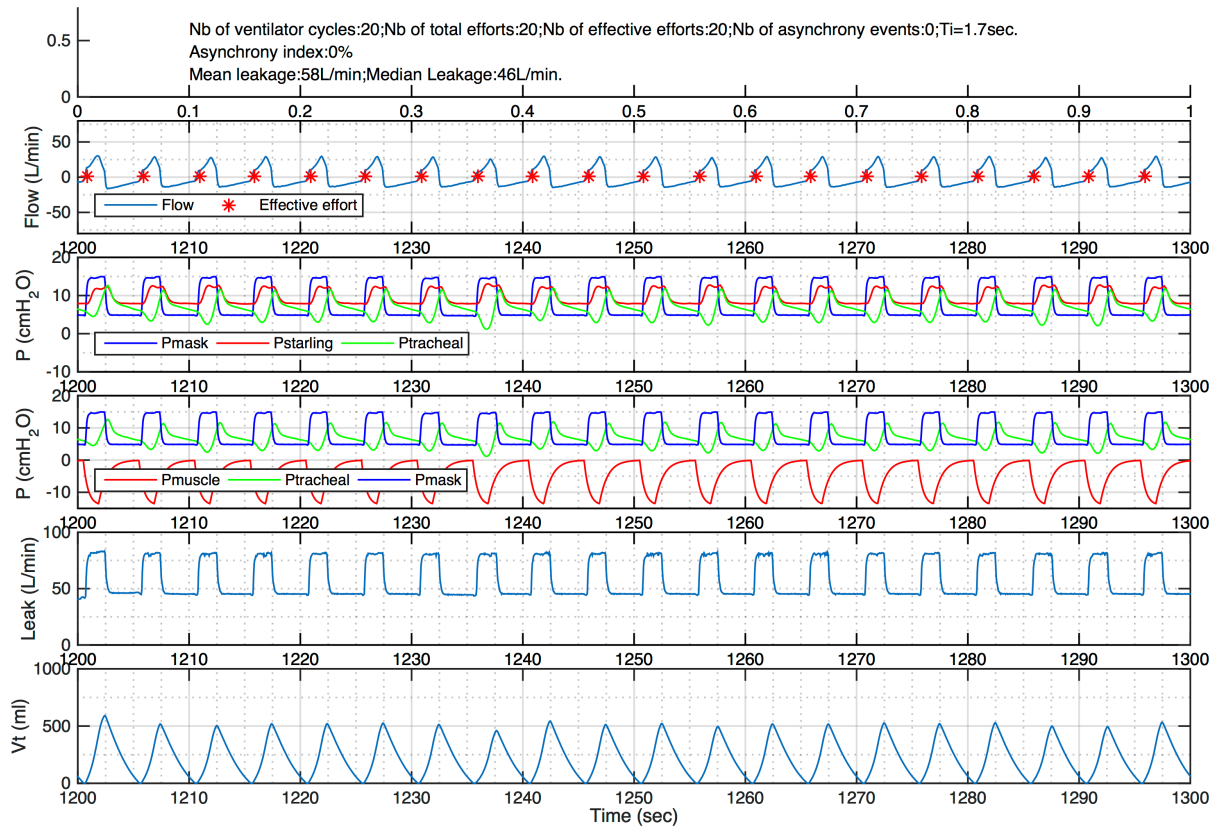 Nb of ventilator cycles:20;Nb of total efforts:20;Nb of effective efforts:20;Nb of asynchrony events:0;Ti=1.7sec.
Asynchrony index:0%
Mean leakage:58L/min;Median Leakage:46L/min.
0.5
0
0 0.1 0.2 0.3 0.4 0.5 0.6 0.7 0.8 0.9 1
Flow (L/min)
50
0
-50
Flow Effective effort
1200 1210 1220 1230 1240 1250 1260 1270 1280 1290 1300
P (cmH2O)
20
10
0
-10
Pmask Pstarling Ptracheal
1200 1210 1220 1230 1240 1250 1260 1270 1280 1290 1300
P (cmH2O)
20
10
0
-10
Pmuscle Ptracheal Pmask
1200 1210 1220 1230 1240 1250 1260 1270 1280 1290 1300
Leak (L/min)
100
50
0
1200 1210 1220 1230 1240 1250 1260 1270 1280 1290 1300
Vt (ml)
1000
500
0
1200 1210 1220 1230 1240 1250 1260 1270 1280 1290 1300
Time (sec)